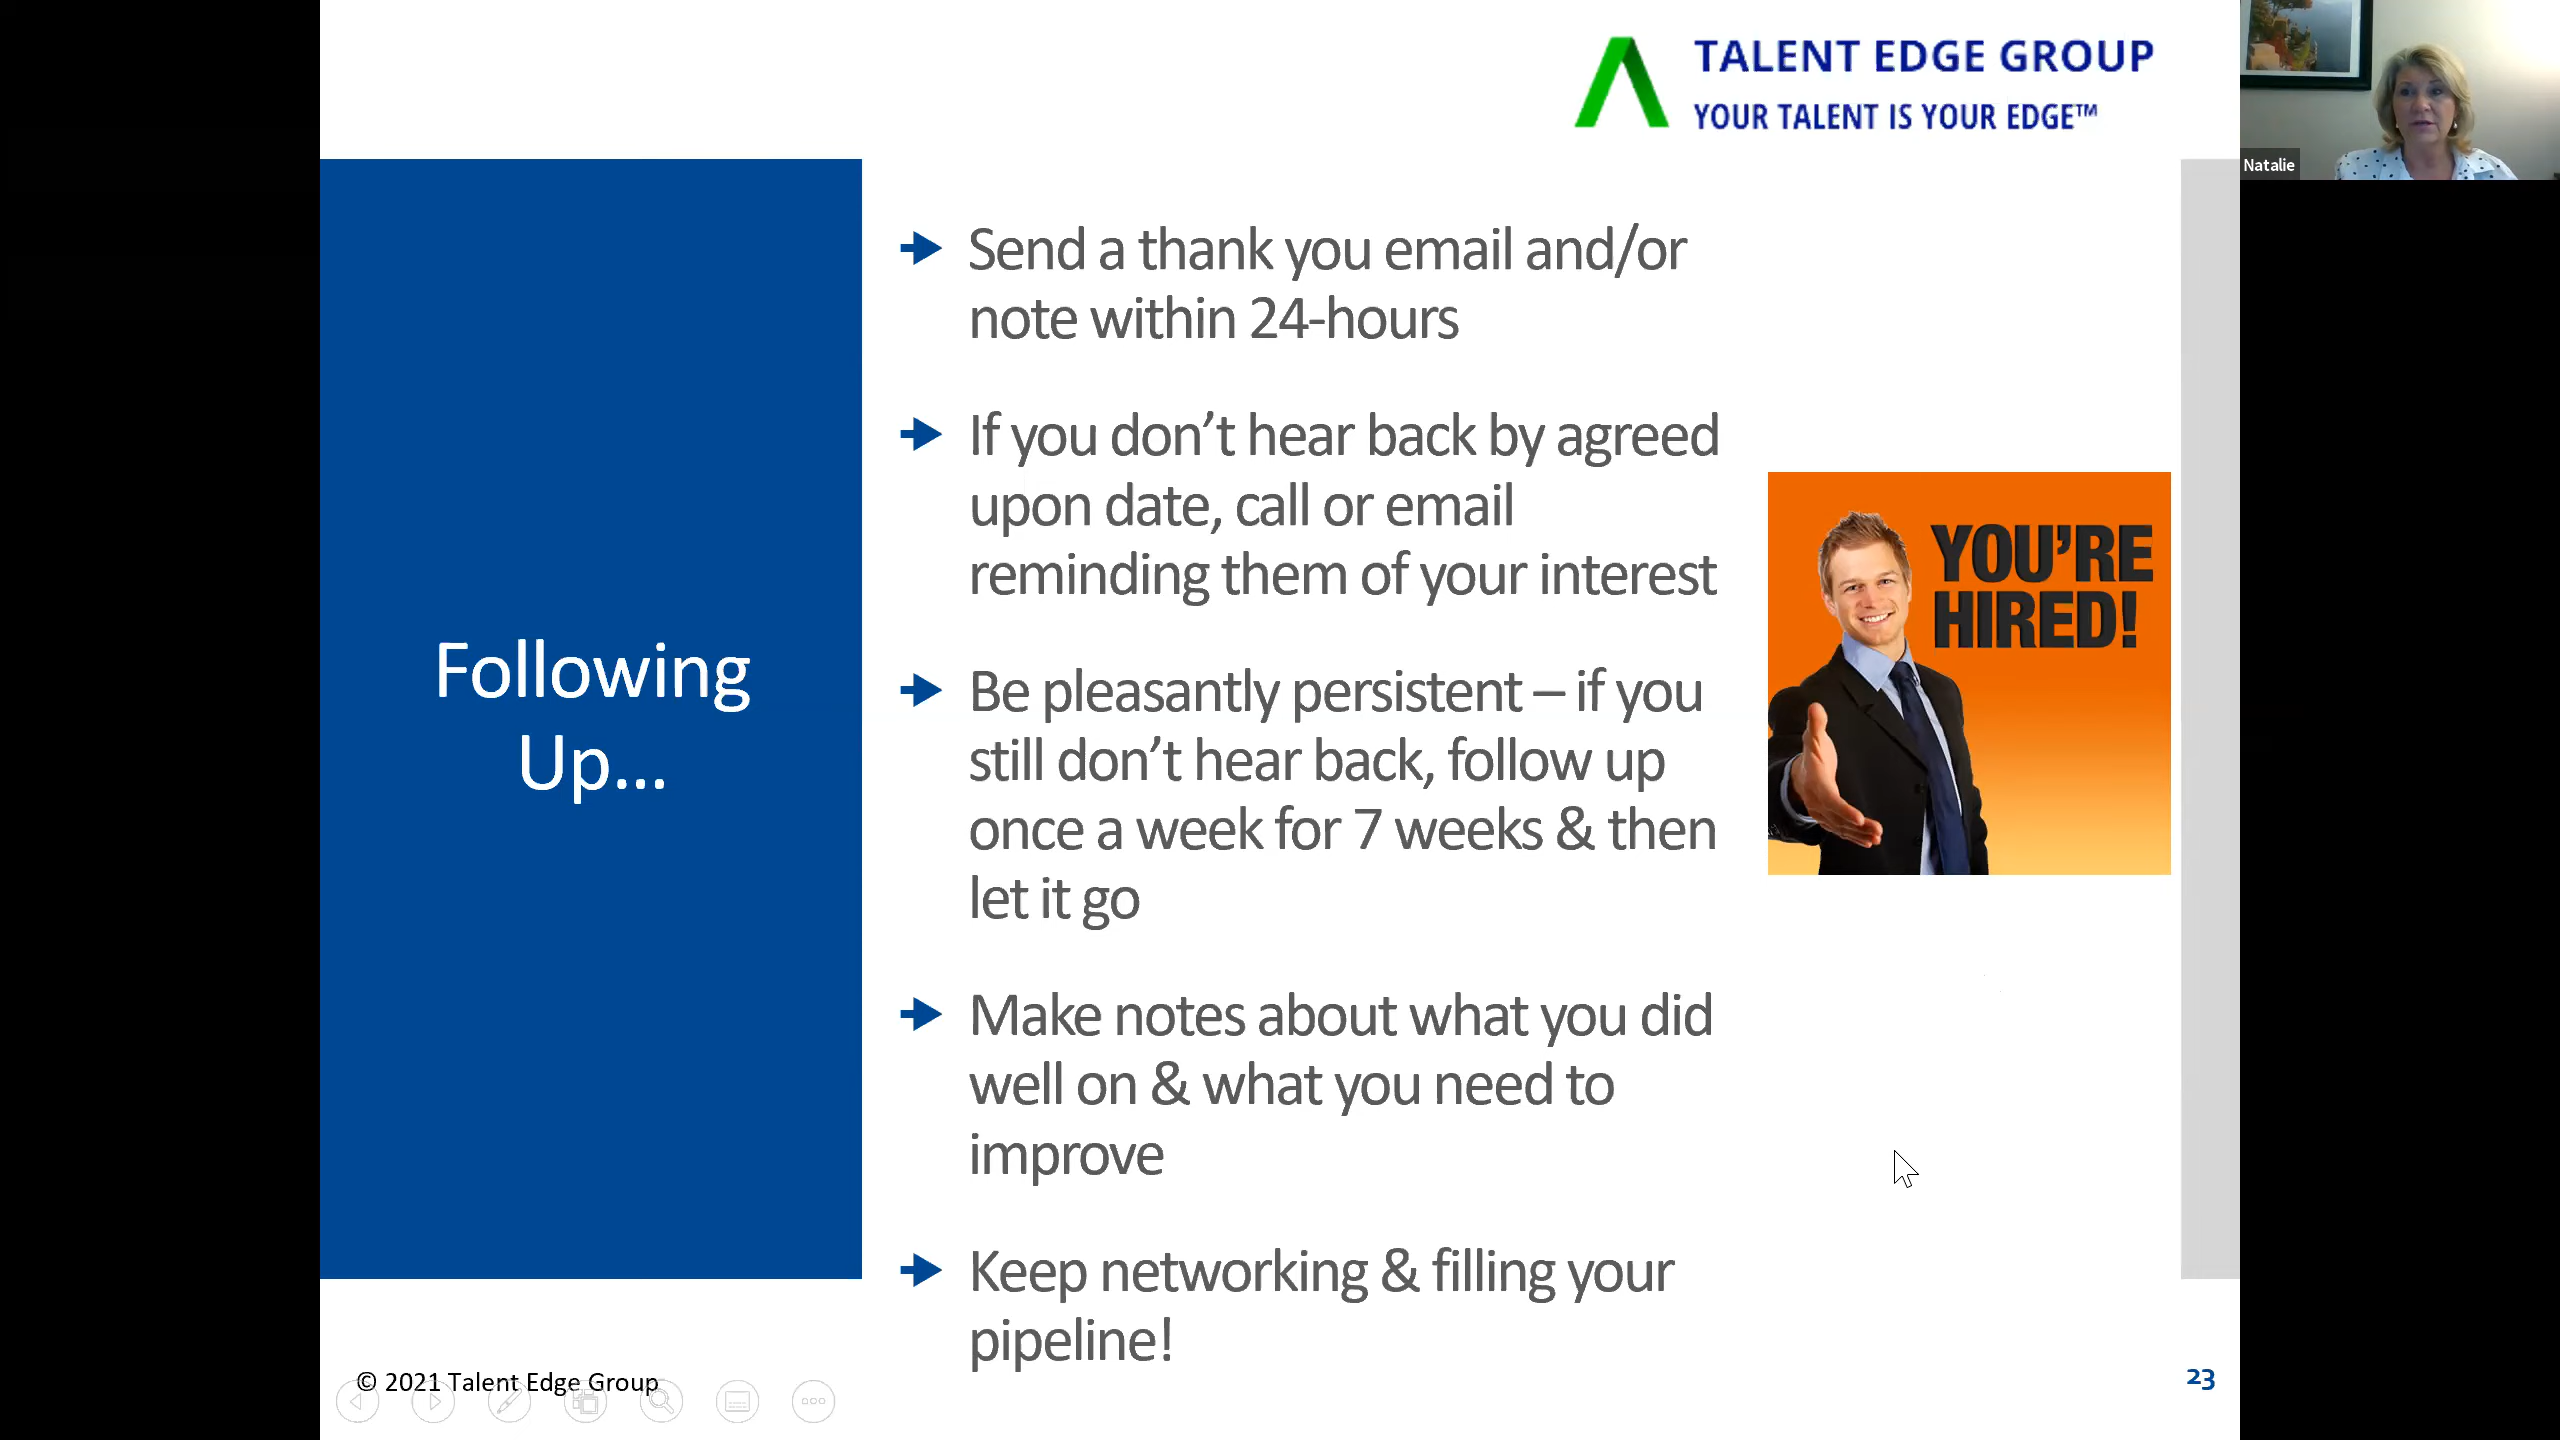 TALENT EDGE GROUP
YOUR TALENT IS YOUR EDGE™
Natalie
Following
Up...
Send a thank you email and/or
note within 24-hours
If you don't hear back by agreed
upon date, call or email
reminding them of your interest
Be pleasantly persistent – if you
still don't hear back, follow up
once a week for 7 weeks & then
let it go
Make notes about what you did
well on & what you need to
improve
Keep networking & filling your
pipeline!
YOU'RE
HIRED!
© 2021 Talent Edge Group
23